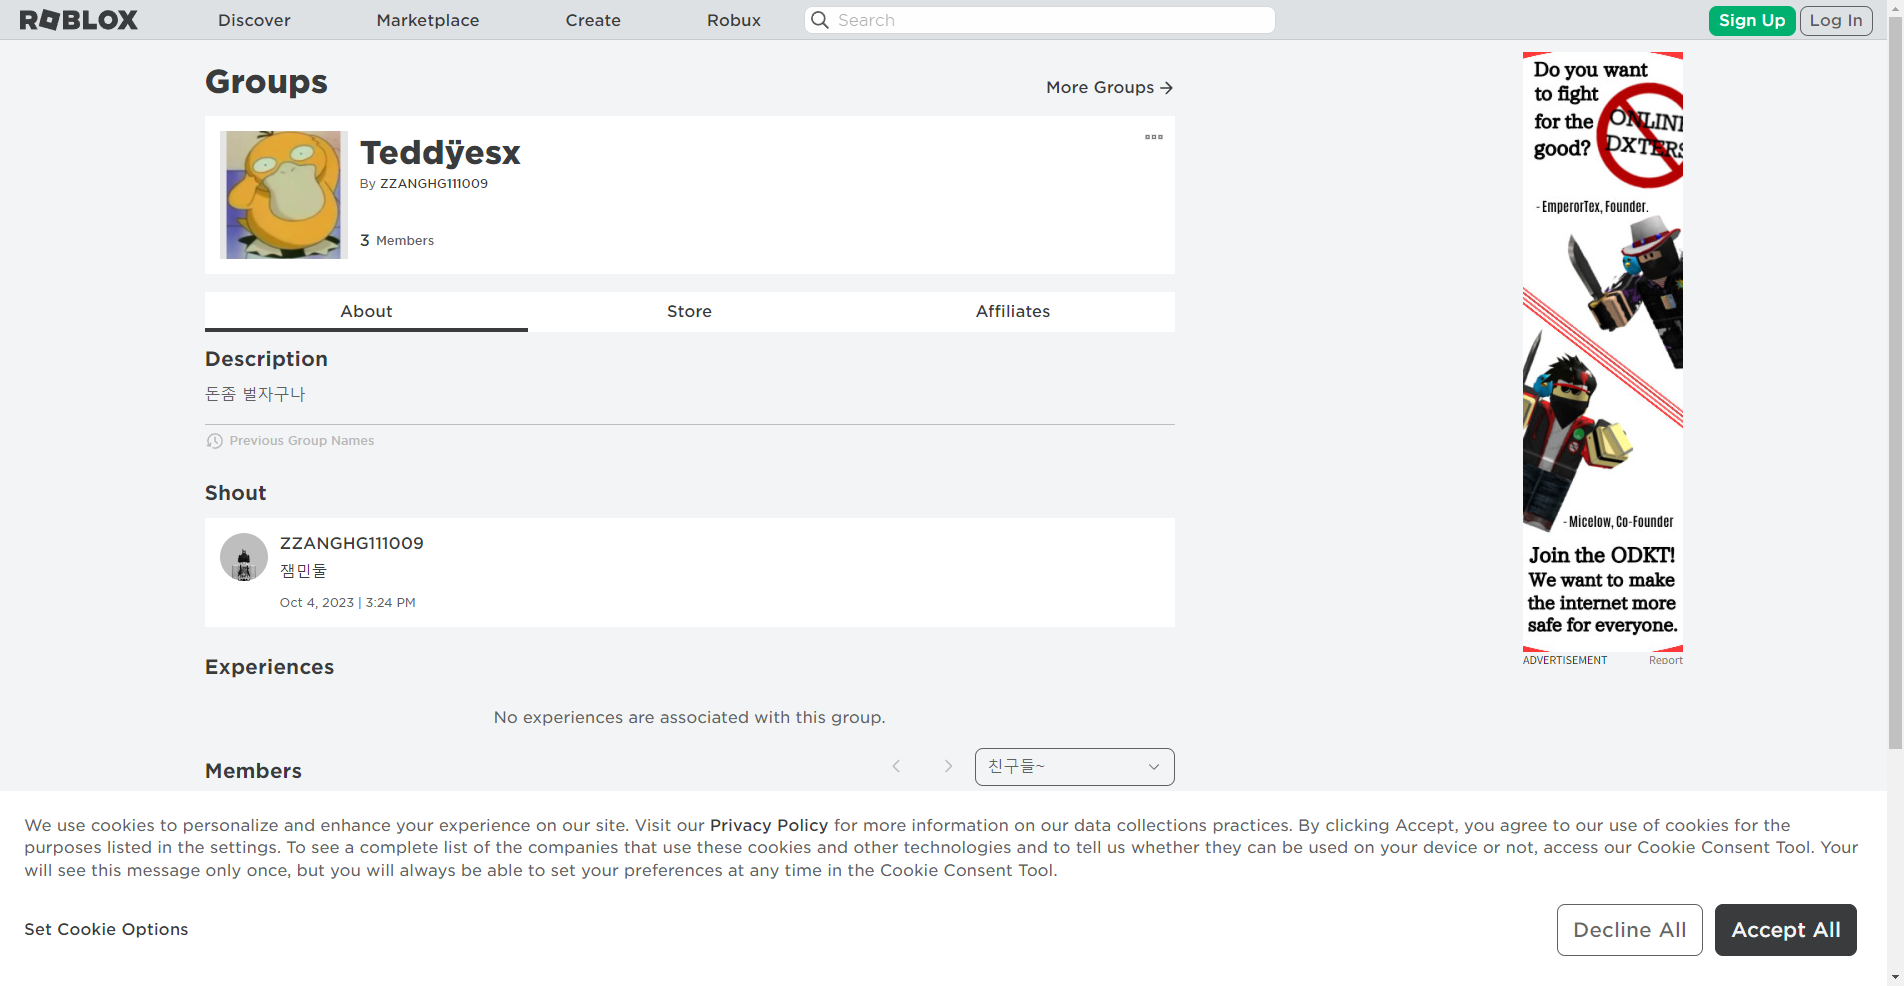 ROBLOX
Discover
Marketplace
Create
Robux
Search
Sign Up
Log In
Groups
More Groups
Teddÿesx
By ZZANGHG111009
3 Members
About
Store
Affiliates
Description
돈좀 벌자구나
Previous Group Names
Shout
ZZANGHG111009
잼민둘
Oct 4, 2023 | 3:24 PM
Experiences
No experiences are associated with this group.
Members
친구들~
Do you want
to fight
for the
good?
ONLINE
DXTERS
- EmperorTex, Founder.
- Micelow, Co-Founder
Join the ODKT!
We want to make
the internet more
safe for everyone.
ADVERTISEMENT
Report
We use cookies to personalize and enhance your experience on our site. Visit our Privacy Policy for more information on our data collections practices. By clicking Accept, you agree to our use of cookies for the
purposes listed in the settings. To see a complete list of the companies that use these cookies and other technologies and to tell us whether they can be used on your device or not, access our Cookie Consent Tool. Your
will see this message only once, but you will always be able to set your preferences at any time in the Cookie Consent Tool.
Set Cookie Options
Decline All
Accept All